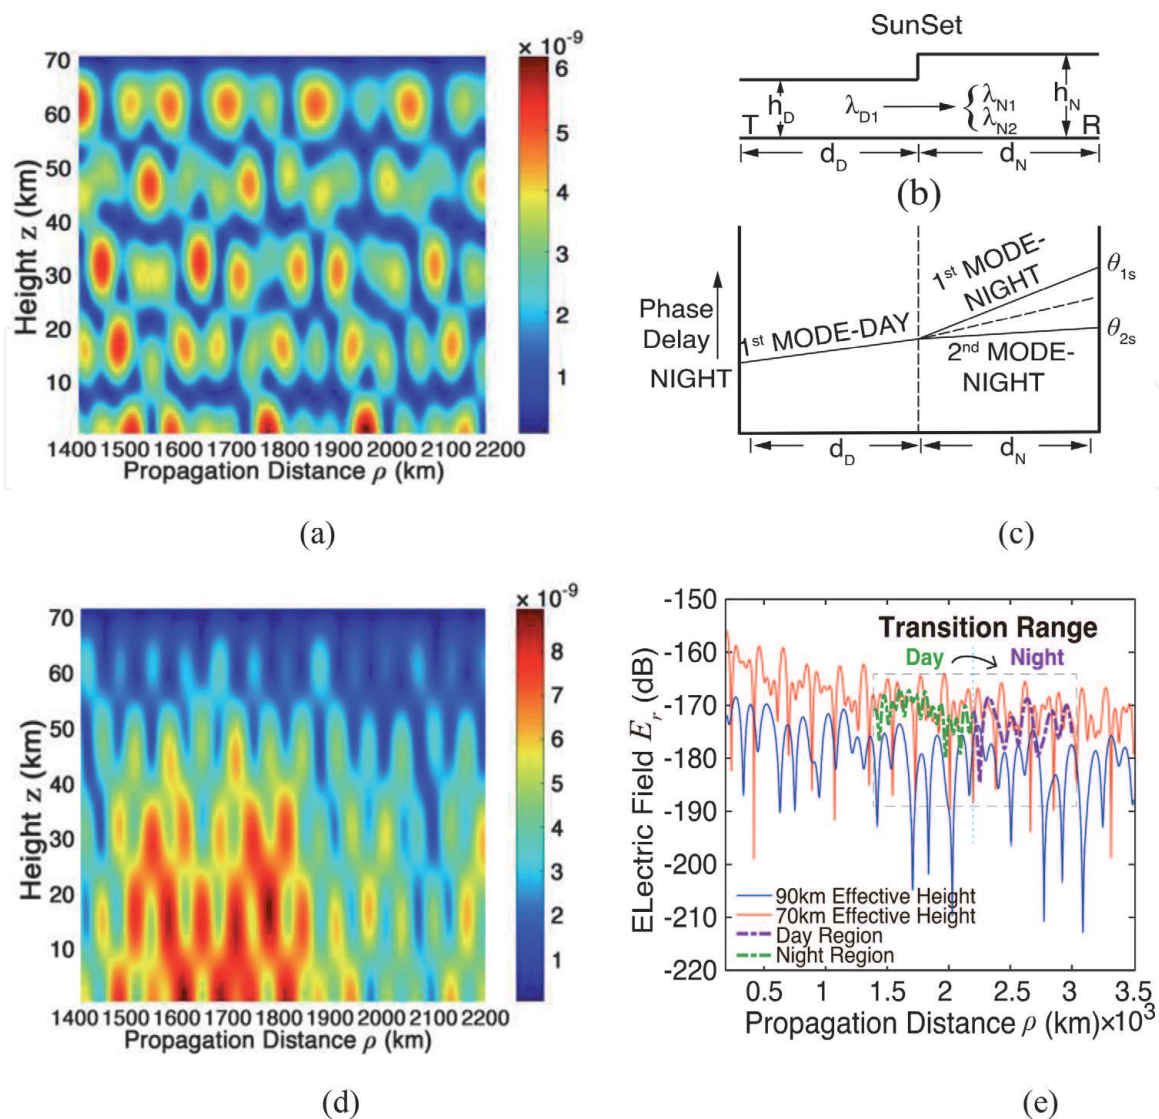 × 10⁻⁹
70
60
50
40
30
20
10
Height z (km)
1400 1500 1600 1700 1800 1900 2000 2100 2200
Propagation Distance ρ (km)
6
5
4
3
2
1
(a)
SunSet
h_D
λ_D1
λ_N1
λ_N2
h_N
T
R
d_D
d_N
(b)
Phase
Delay
NIGHT
1st MODE-DAY
1st MODE-
NIGHT
2nd MODE-
NIGHT
θ_1s
θ_2s
d_D
d_N
(c)
× 10⁻⁹
70
60
50
40
30
20
10
Height z (km)
1400 1500 1600 1700 1800 1900 2000 2100 2200
Propagation Distance ρ (km)
8
7
6
5
4
3
2
1
(d)
-150
-160
-170
-180
-190
-200
-210
-220
ELectric Field E_r (dB)
Transition Range
Day
Night
90km Effective Height
70km Effective Height
Day Region
Night Region
0.5 1 1.5 2 2.5 3 3.5
Propagation Distance ρ (km)×10³
(e)